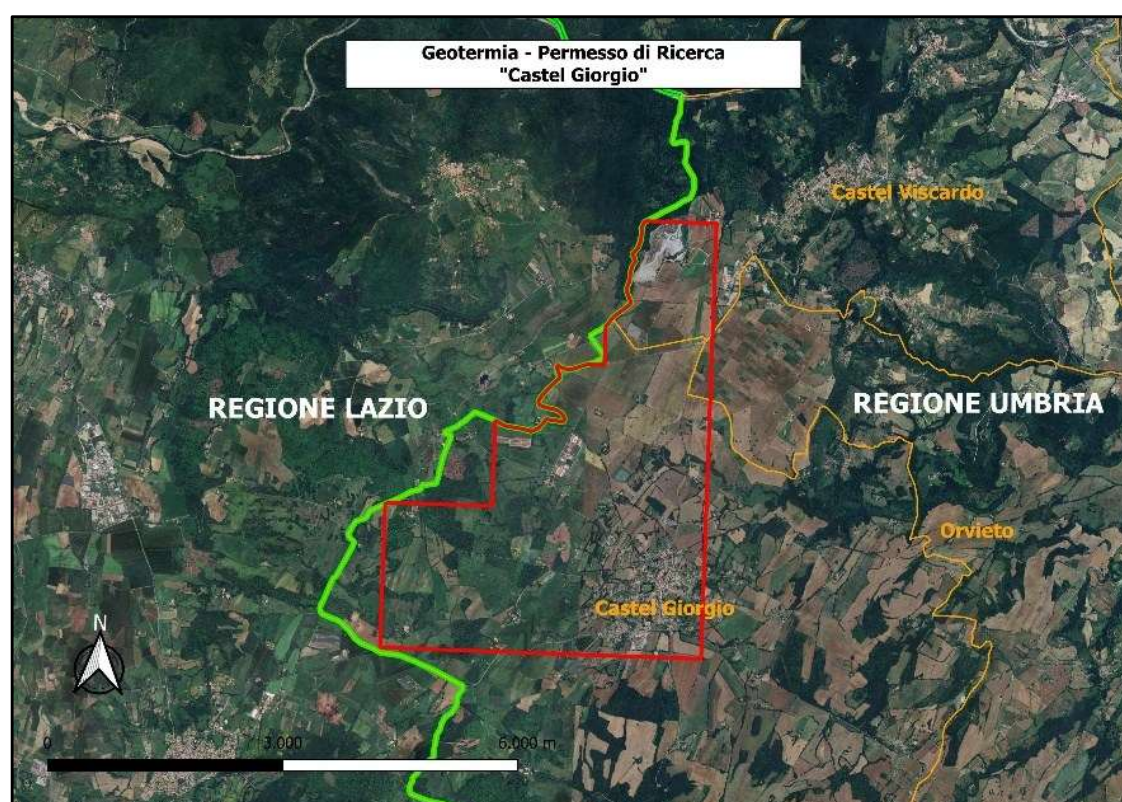 Geotermia - Permesso di Ricerca
"Castel Giorgio"
Castel Viscardo
REGIONE LAZIO
REGIONE UMBRIA
Orvieto
Castel Giorgio
N
0
3.000
6.000 m